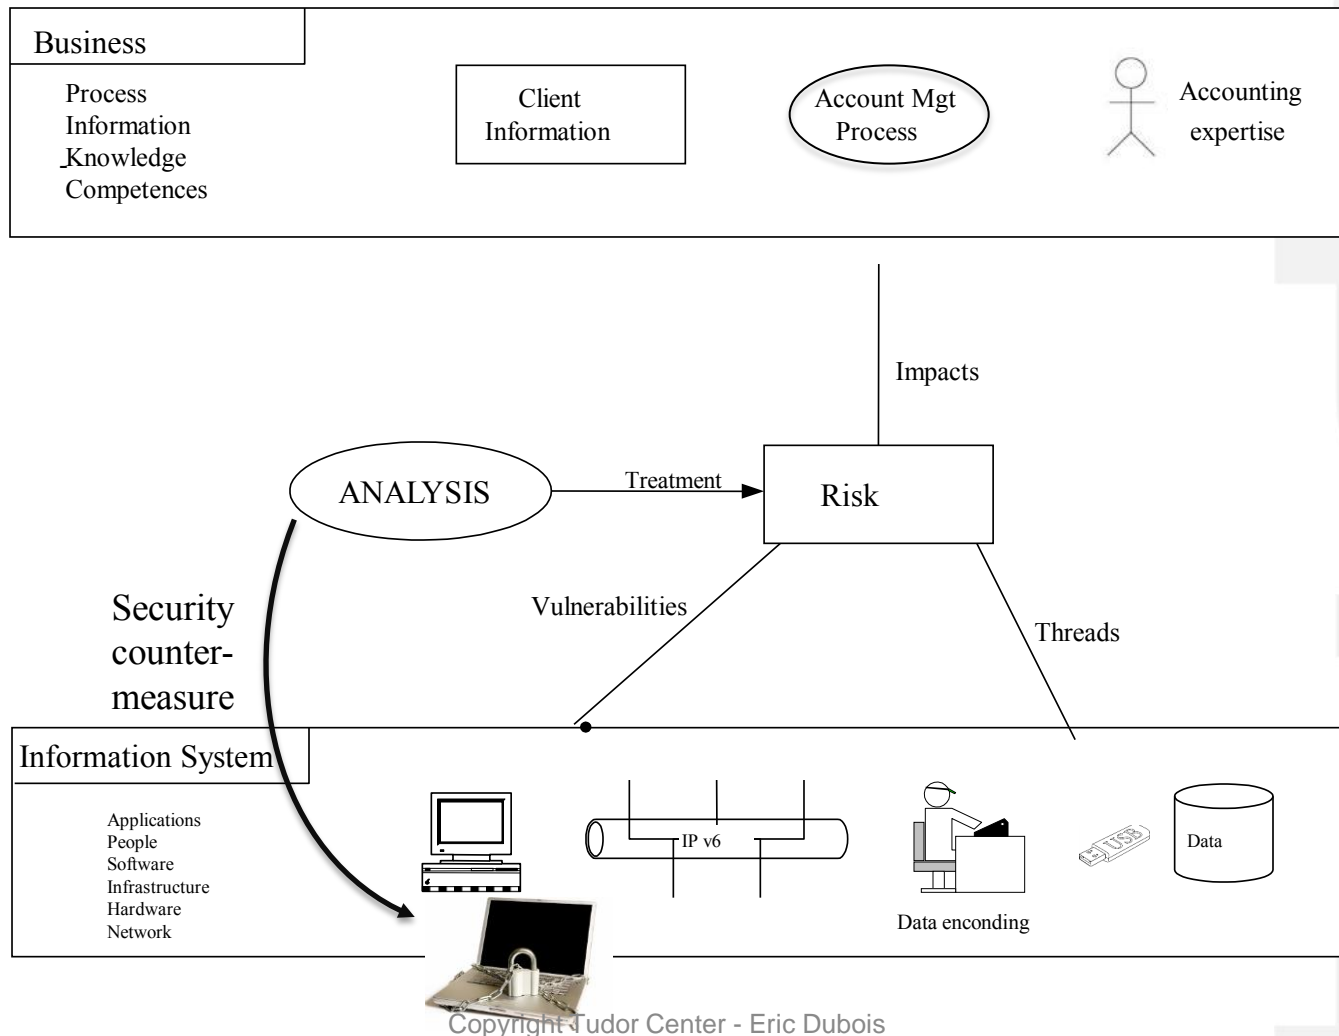 Business
Process
Information
Knowledge
Competences
Client
Information
Account Mgt
Process
Accounting
expertise
Impacts
ANALYSIS
Treatment
Risk
Vulnerabilities
Threads
Security
counter-
measure
Information System
Applications
People
Software
Infrastructure
Hardware
Network
IP v6
Data enconding
USB
Data
Copyright Tudor Center - Eric Dubois